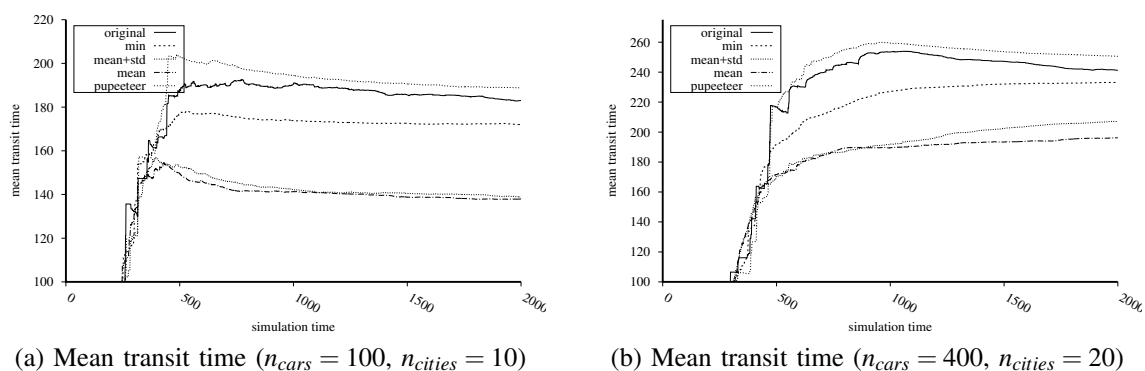 220
200
180
160
140
120
100
mean transit time
original
min
mean+std
mean
pupeeteer
0
500
1000
1500
2000
simulation time
(a) Mean transit time (n_cars = 100, n_cities = 10)
260
240
220
200
180
160
140
120
100
mean transit time
original
min
mean+std
mean
pupeeteer
0
500
1000
1500
2000
simulation time
(b) Mean transit time (n_cars = 400, n_cities = 20)